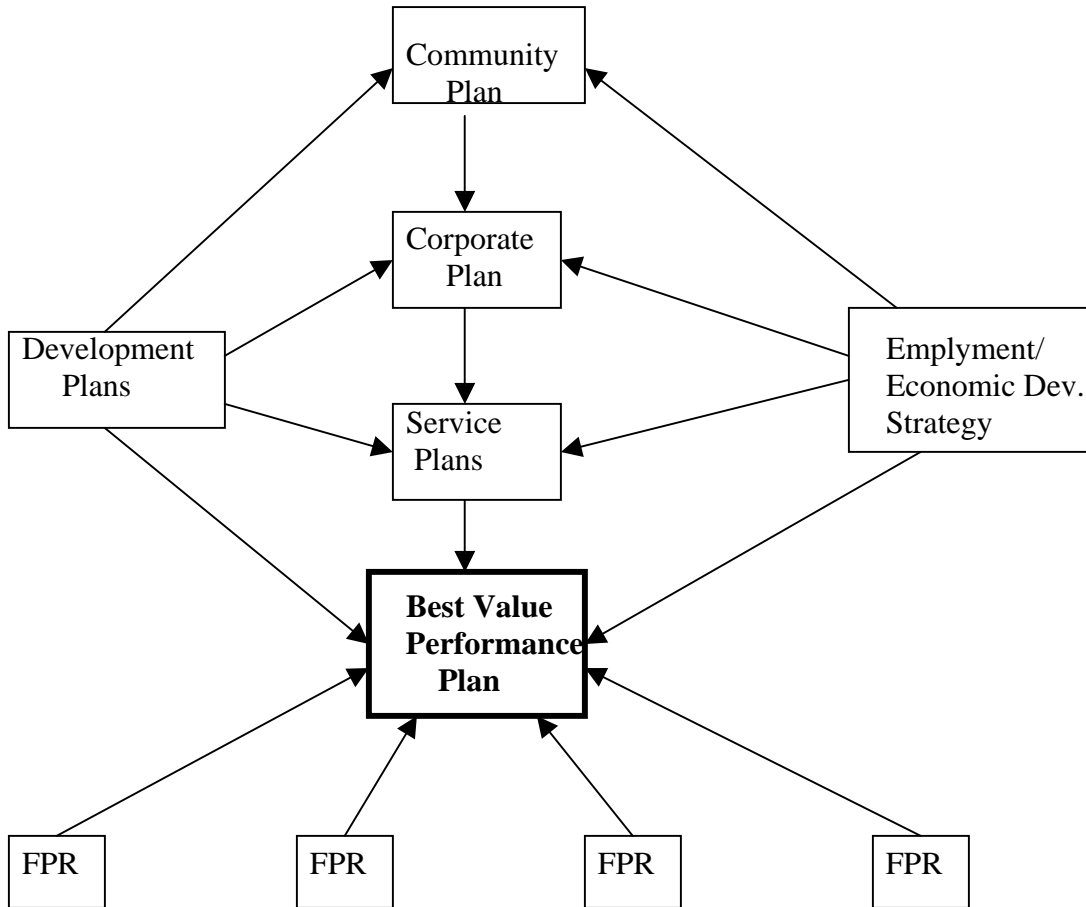 Community
Plan
Corporate
Plan
Development
Plans
Emplyment/
Economic Dev.
Strategy
Service
Plans
Best Value
Performance
Plan
FPR
FPR
FPR
FPR